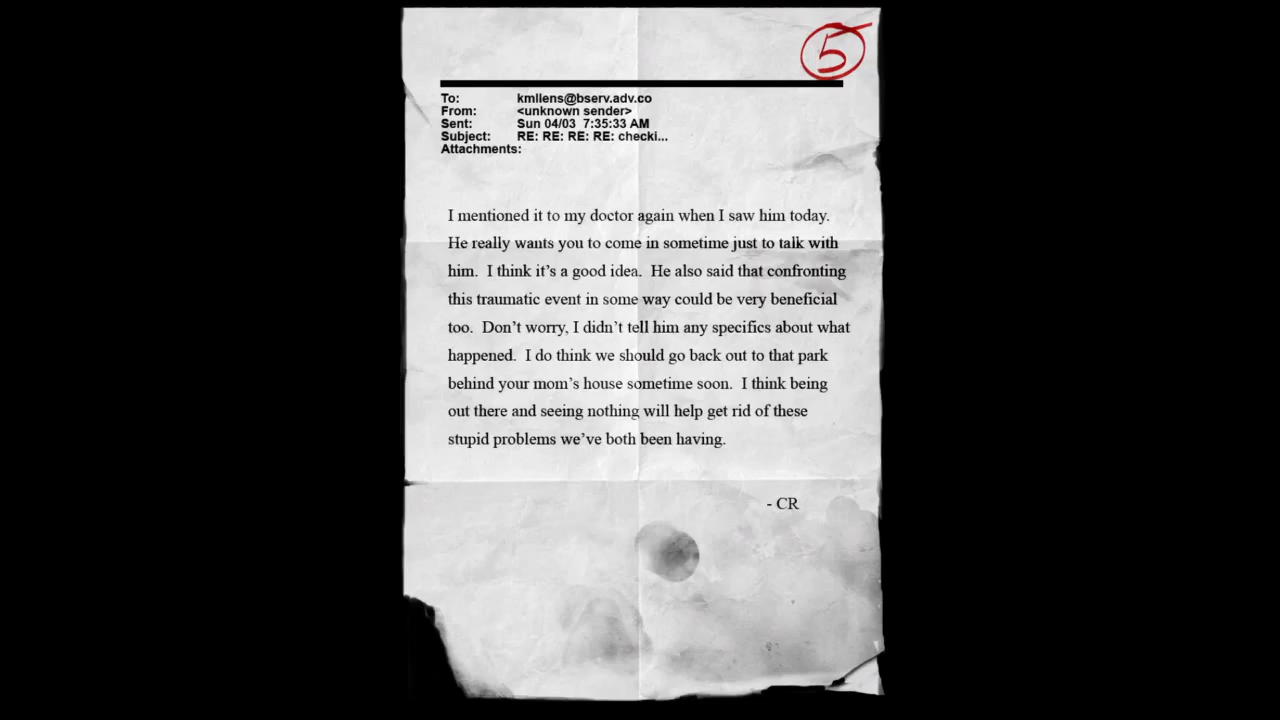 5
To: kmllens@bserv.adv.co
From: <unknown sender>
Sent: Sun 04/03 7:35:33 AM
Subject: RE: RE: RE: RE: checki...
Attachments:
I mentioned it to my doctor again when I saw him today.
He really wants you to come in sometime just to talk with
him.  I think it’s a good idea.  He also said that confronting
this traumatic event in some way could be very beneficial
too.  Don’t worry, I didn’t tell him any specifics about what
happened.  I do think we should go back out to that park
behind your mom’s house sometime soon.  I think being
out there and seeing nothing will help get rid of these
stupid problems we’ve both been having.
- CR